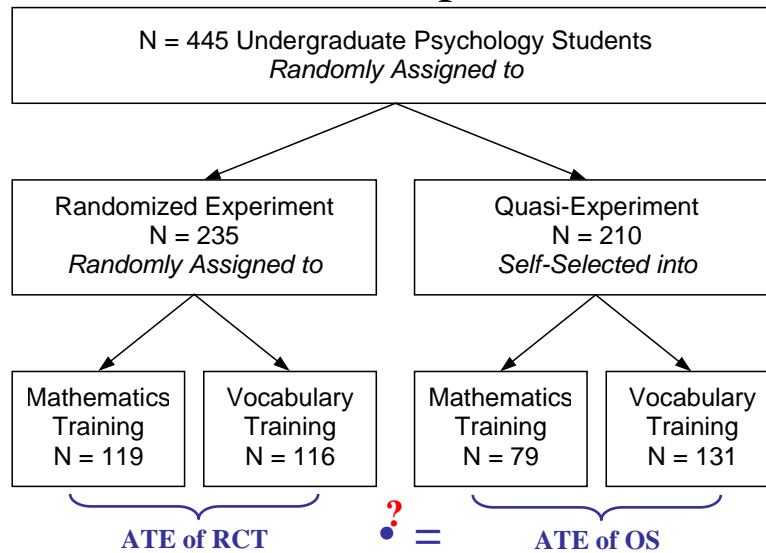 N = 445 Undergraduate Psychology Students
Randomly Assigned to
Randomized Experiment
N = 235
Randomly Assigned to
Quasi-Experiment
N = 210
Self-Selected into
Mathematics
Training
N = 119
Vocabulary
Training
N = 116
Mathematics
Training
N = 79
Vocabulary
Training
N = 131
ATE of RCT
?
• =
ATE of OS